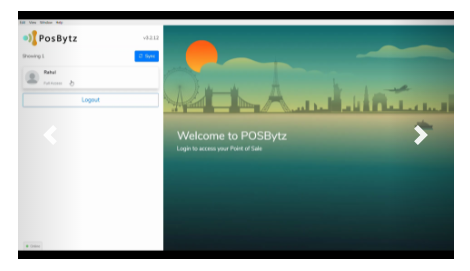 Edit View Window Help
PosBytz
v3.2.13
Showing 1
Sync
Rahul
Full Access
Logout
Welcome to POSBytz
Login to access your Point of Sale
Online